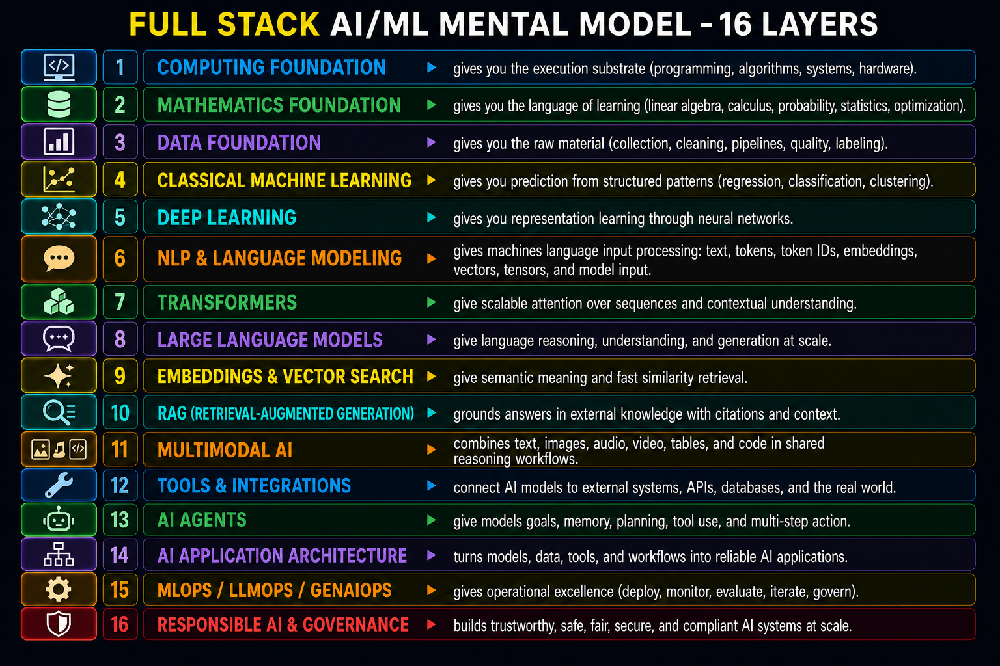 FULL STACK AI/ML MENTAL MODEL - 16 LAYERS
1 COMPUTING FOUNDATION ▶ gives you the execution substrate (programming, algorithms, systems, hardware).
2 MATHEMATICS FOUNDATION ▶ gives you the language of learning (linear algebra, calculus, probability, statistics, optimization).
3 DATA FOUNDATION ▶ gives you the raw material (collection, cleaning, pipelines, quality, labeling).
4 CLASSICAL MACHINE LEARNING ▶ gives you prediction from structured patterns (regression, classification, clustering).
5 DEEP LEARNING ▶ gives you representation learning through neural networks.
6 NLP & LANGUAGE MODELING ▶ gives machines language input processing: text, tokens, token IDs, embeddings,
vectors, tensors, and model input.
7 TRANSFORMERS ▶ give scalable attention over sequences and contextual understanding.
8 LARGE LANGUAGE MODELS ▶ give language reasoning, understanding, and generation at scale.
9 EMBEDDINGS & VECTOR SEARCH ▶ give semantic meaning and fast similarity retrieval.
10 RAG (RETRIEVAL-AUGMENTED GENERATION) ▶ grounds answers in external knowledge with citations and context.
11 MULTIMODAL AI ▶ combines text, images, audio, video, tables, and code in shared
reasoning workflows.
12 TOOLS & INTEGRATIONS ▶ connect AI models to external systems, APIs, databases, and the real world.
13 AI AGENTS ▶ give models goals, memory, planning, tool use, and multi-step action.
14 AI APPLICATION ARCHITECTURE ▶ turns models, data, tools, and workflows into reliable AI applications.
15 MLOPS / LLMOPS / GENAIOPS ▶ gives operational excellence (deploy, monitor, evaluate, iterate, govern).
16 RESPONSIBLE AI & GOVERNANCE ▶ builds trustworthy, safe, fair, secure, and compliant AI systems at scale.